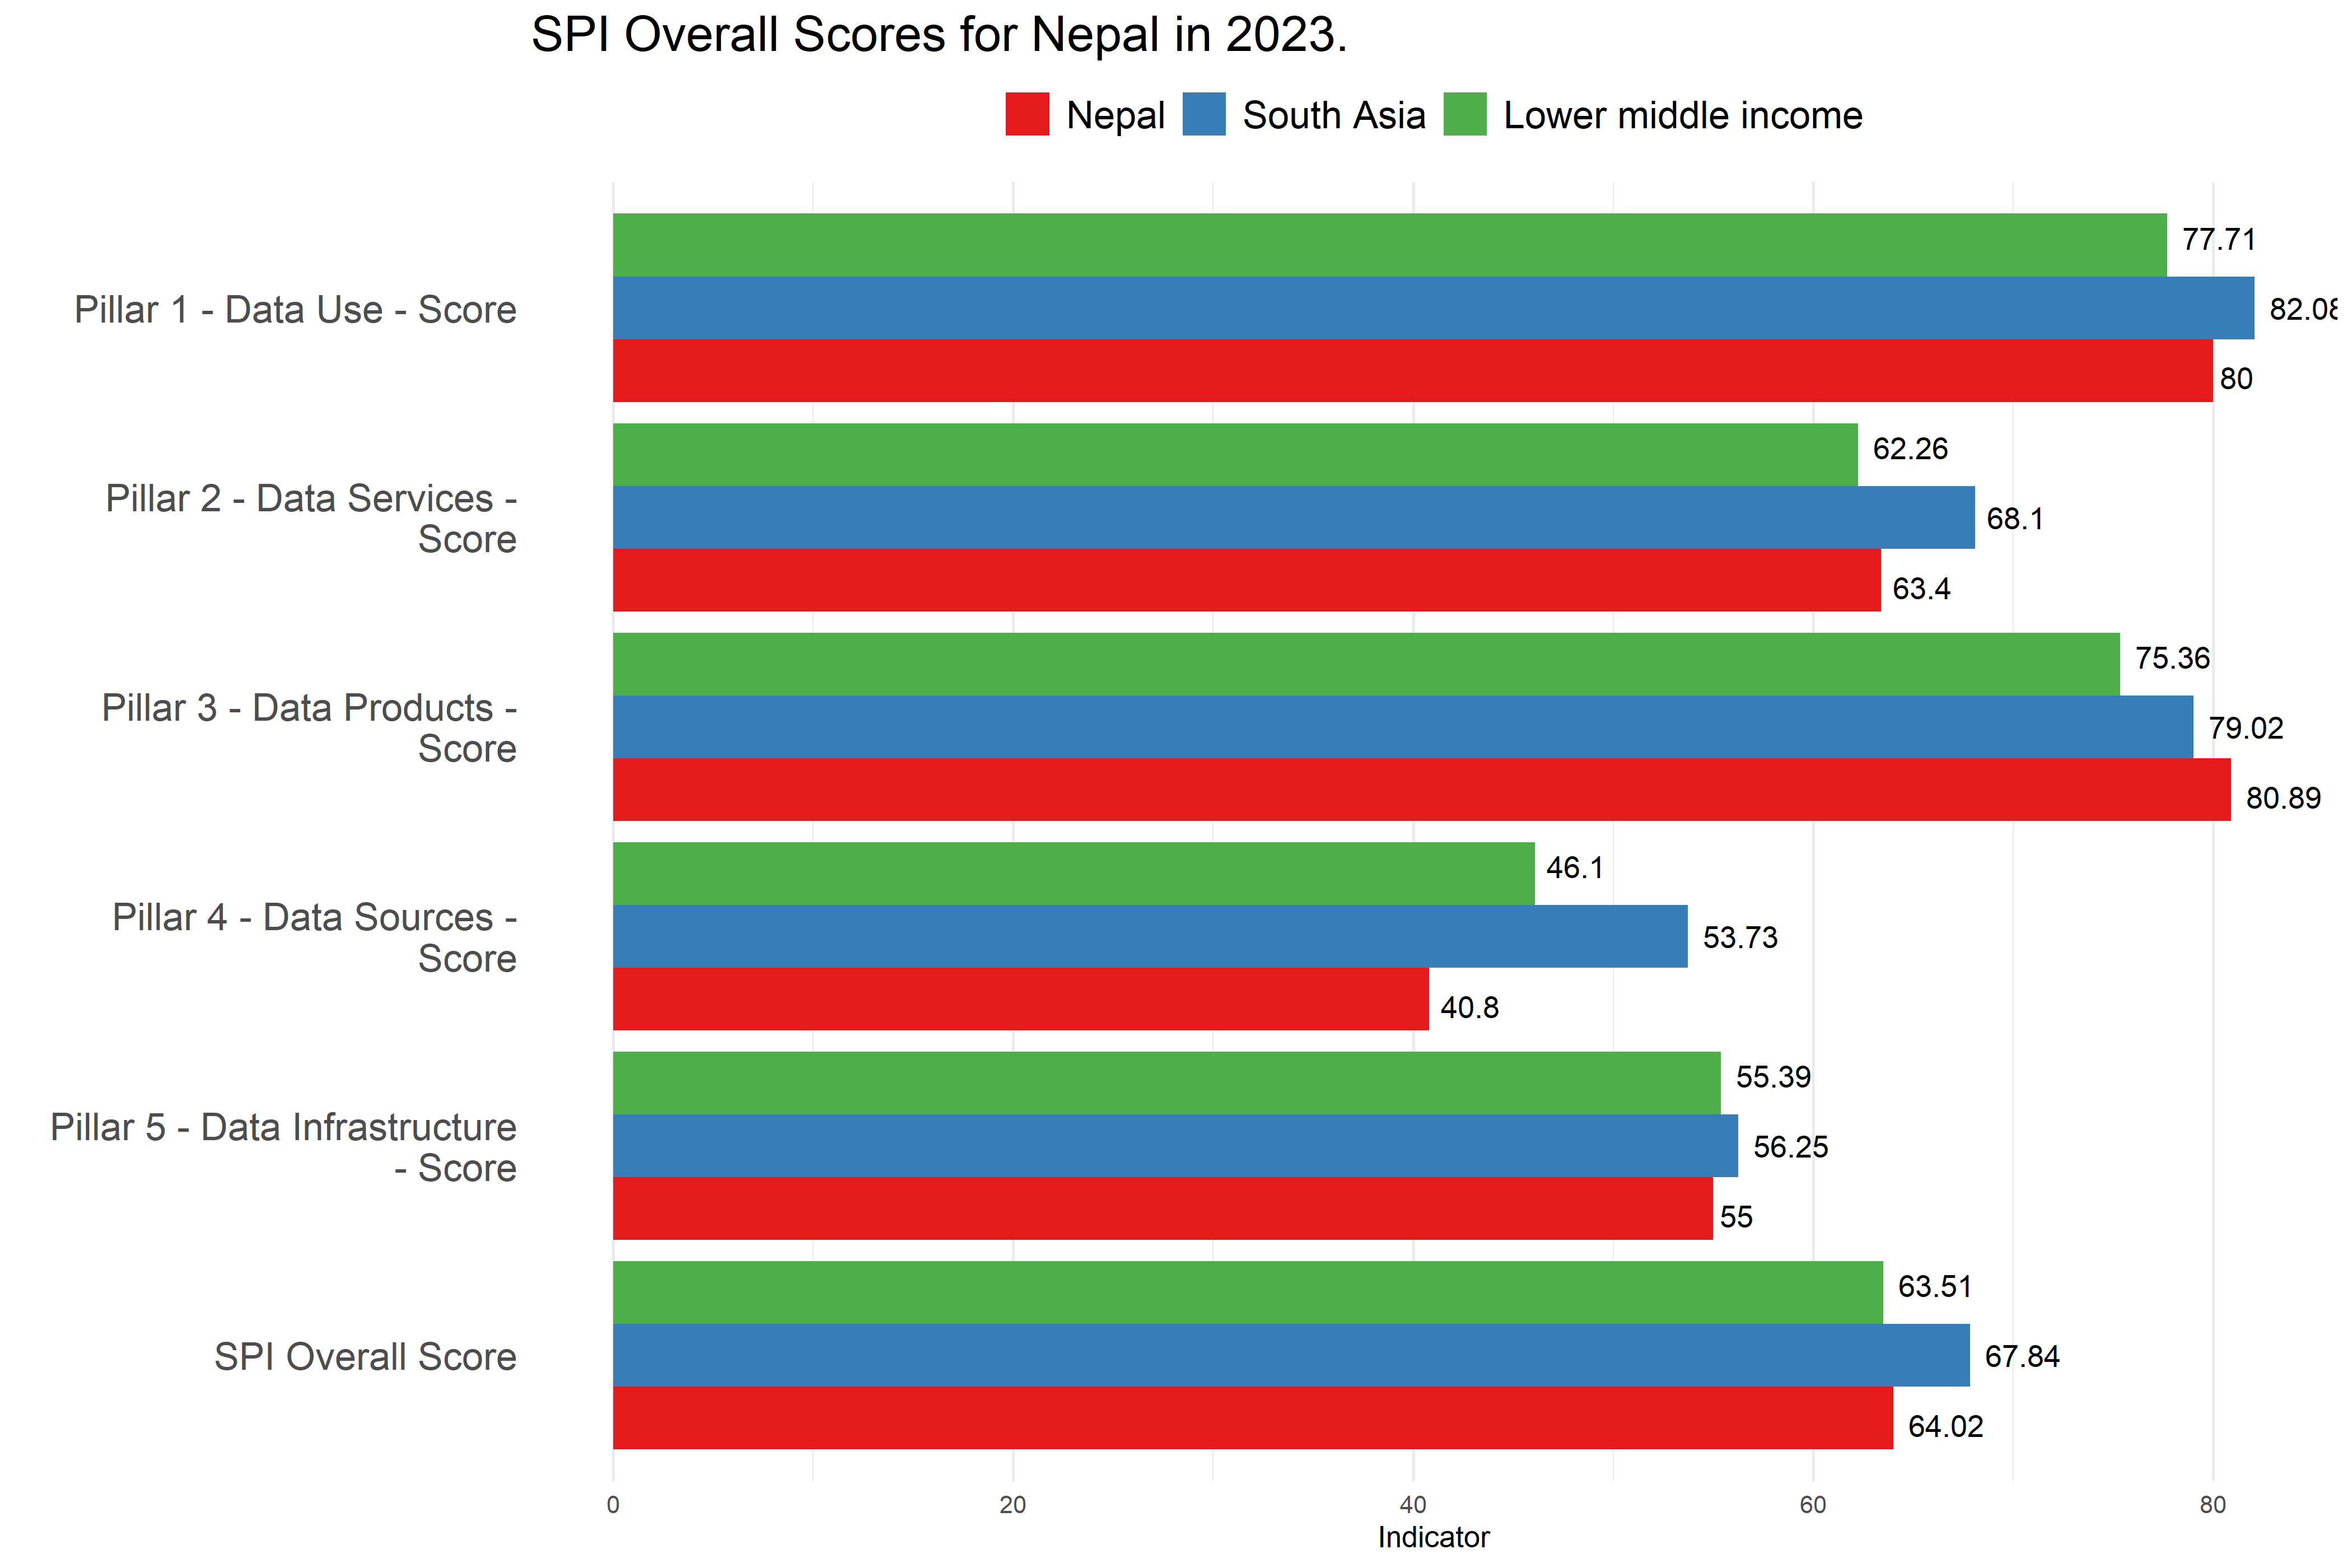 SPI Overall Scores for Nepal in 2023.
Nepal South Asia Lower middle income
Pillar 1 - Data Use - Score
77.71
82.08
80
Pillar 2 - Data Services -
Score
62.26
68.1
63.4
Pillar 3 - Data Products -
Score
75.36
79.02
80.89
Pillar 4 - Data Sources -
Score
46.1
53.73
40.8
Pillar 5 - Data Infrastructure
- Score
55.39
56.25
55
SPI Overall Score
63.51
67.84
64.02
0 20 40 60 80
Indicator